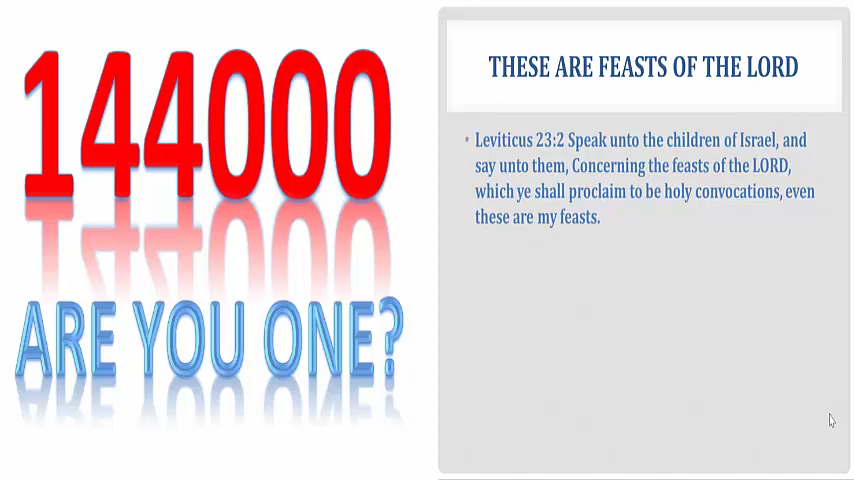 144000
ARE YOU ONE?
THESE ARE FEASTS OF THE LORD
• Leviticus 23:2 Speak unto the children of Israel, and
say unto them, Concerning the feasts of the LORD,
which ye shall proclaim to be holy convocations, even
these are my feasts.